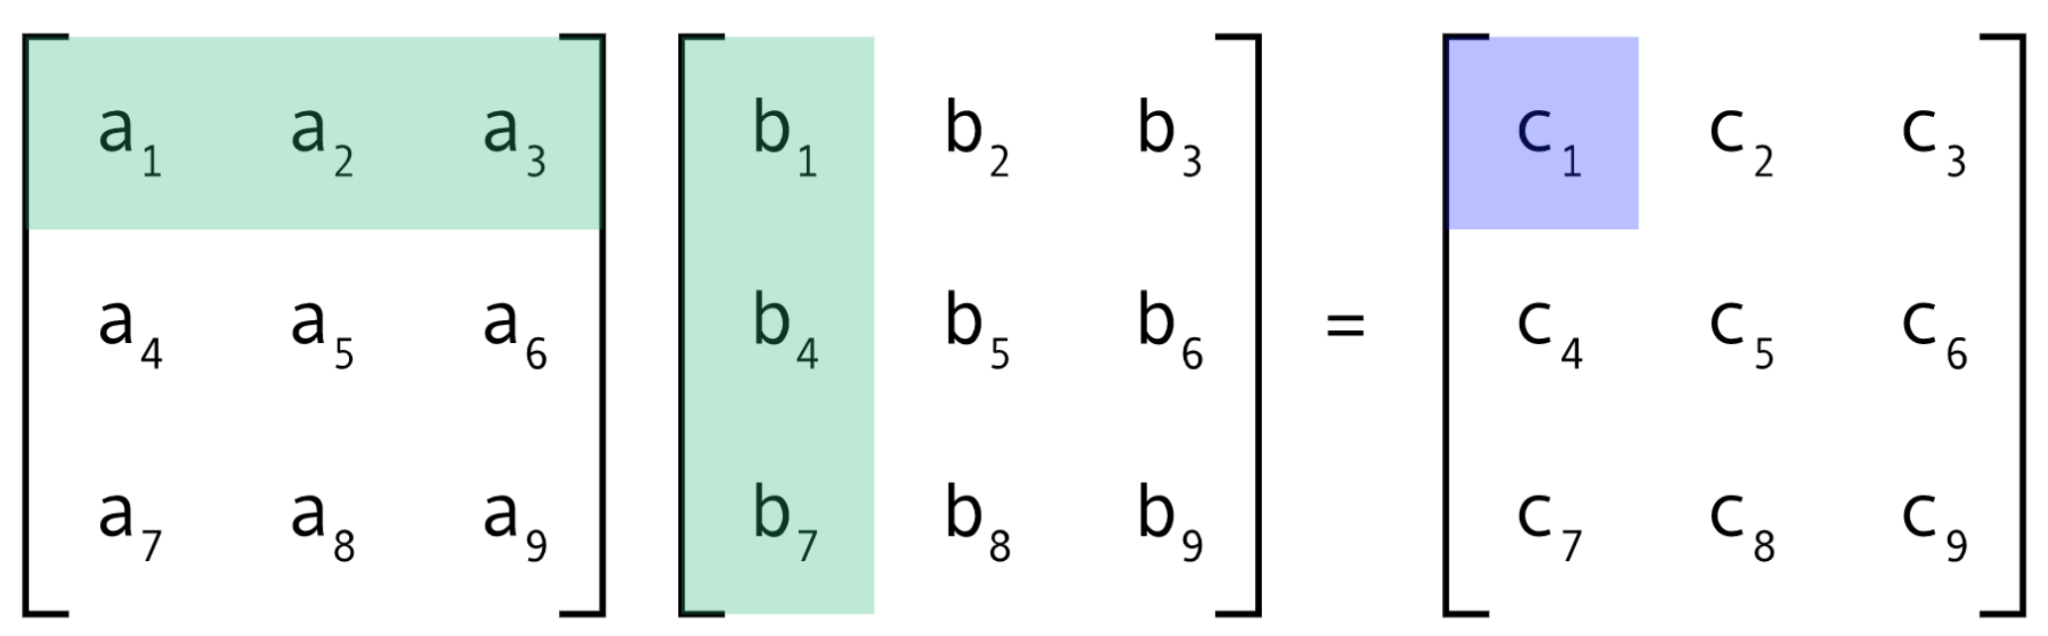 a₁ a₂ a₃ b₁ b₂ b₃ c₁ c₂ c₃
a₄ a₅ a₆ b₄ b₅ b₆ = c₄ c₅ c₆
a₇ a₈ a₉ b₇ b₈ b₉ c₇ c₈ c₉